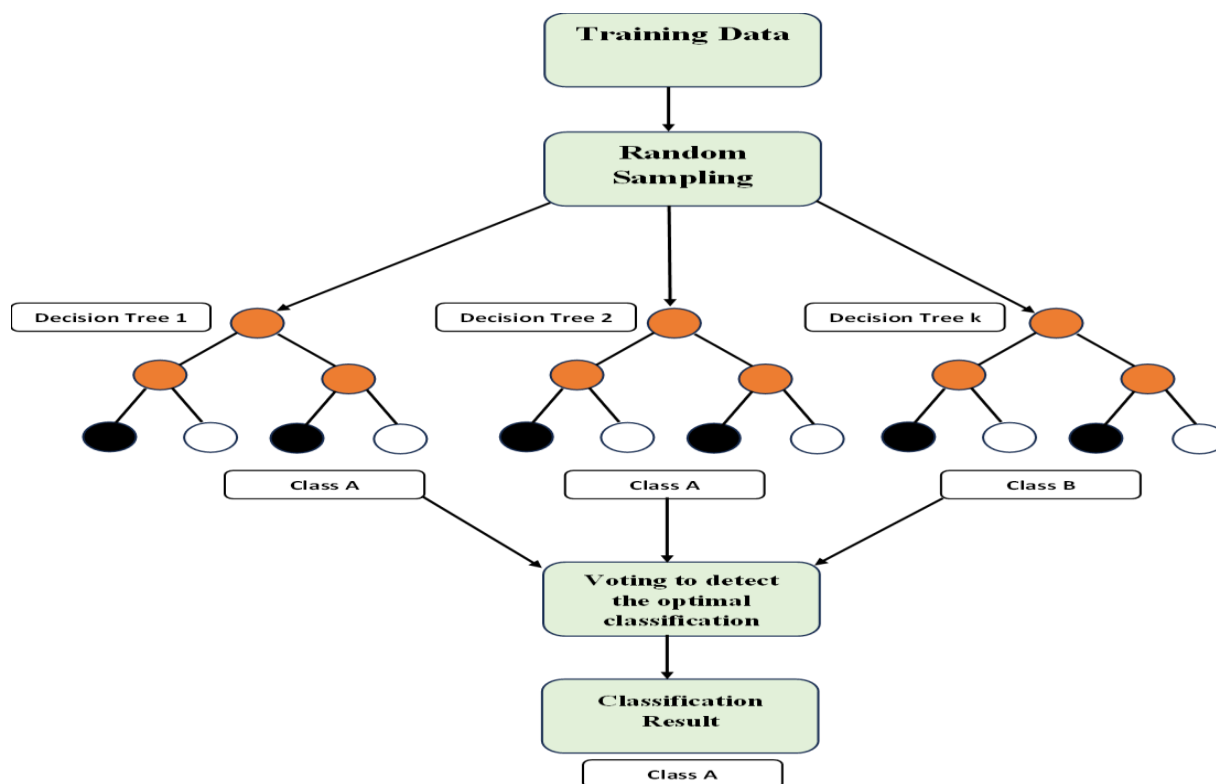 Training Data
Random
Sampling
Decision Tree 1
Decision Tree 2
Decision Tree k
Class A
Class A
Class B
Voting to detect
the optimal
classification
Classification
Result
Class A